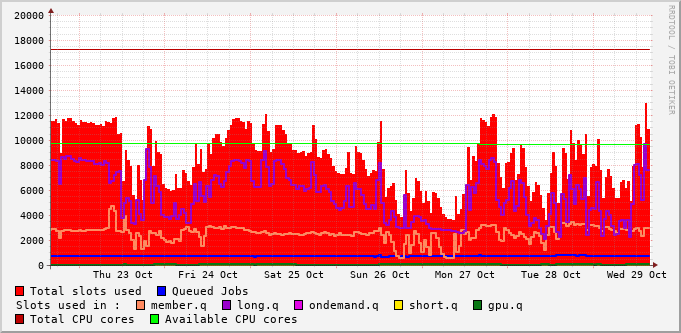 20000
18000
16000
14000
12000
10000
8000
6000
4000
2000
0
Thu 23 Oct Fri 24 Oct Sat 25 Oct Sun 26 Oct Mon 27 Oct Tue 28 Oct Wed 29 Oct
RRDTOOL / TOBI OETIKER
Total slots used Queued Jobs
Slots used in : member.q long.q ondemand.q short.q gpu.q
Total CPU cores Available CPU cores